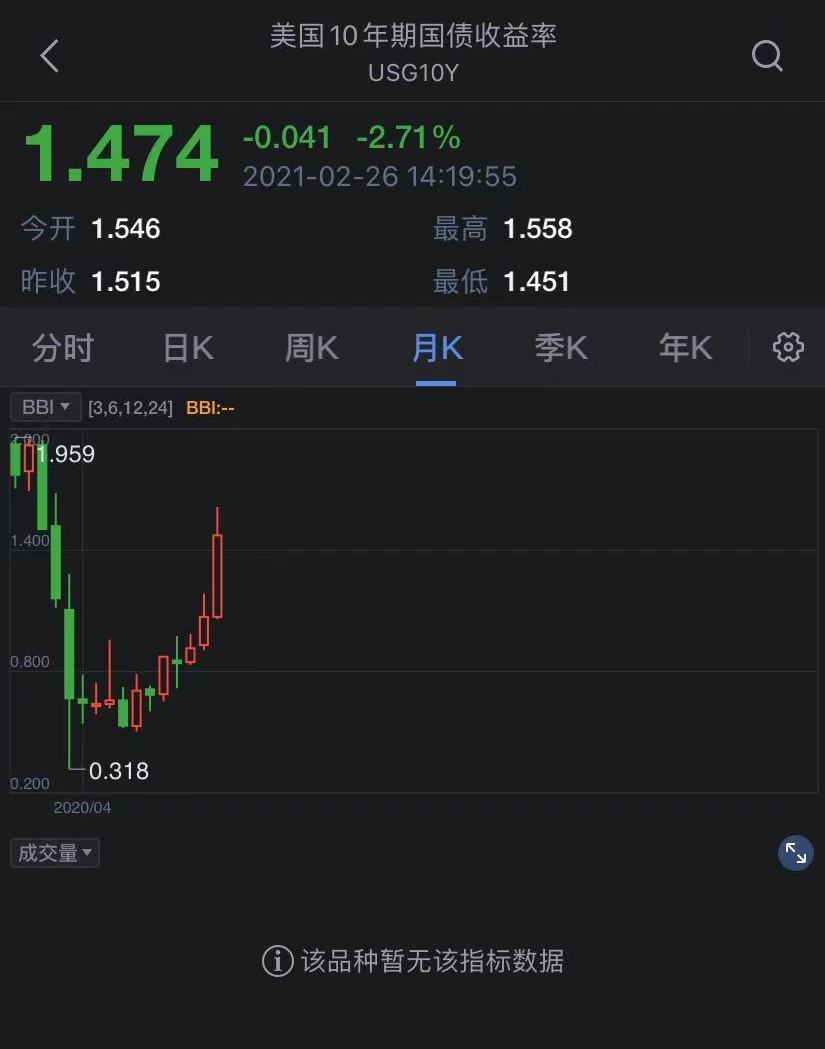 美国10年期国债收益率
USG10Y
1.474 -0.041 -2.71%
2021-02-26 14:19:55
今开 1.546 最高 1.558
昨收 1.515 最低 1.451
分时 日K 周K 月K 季K 年K
BBI [3,6,12,24] BBI:--
2.000
1.959
1.400
0.800
0.318
0.200
2020/04
成交量
该品种暂无该指标数据